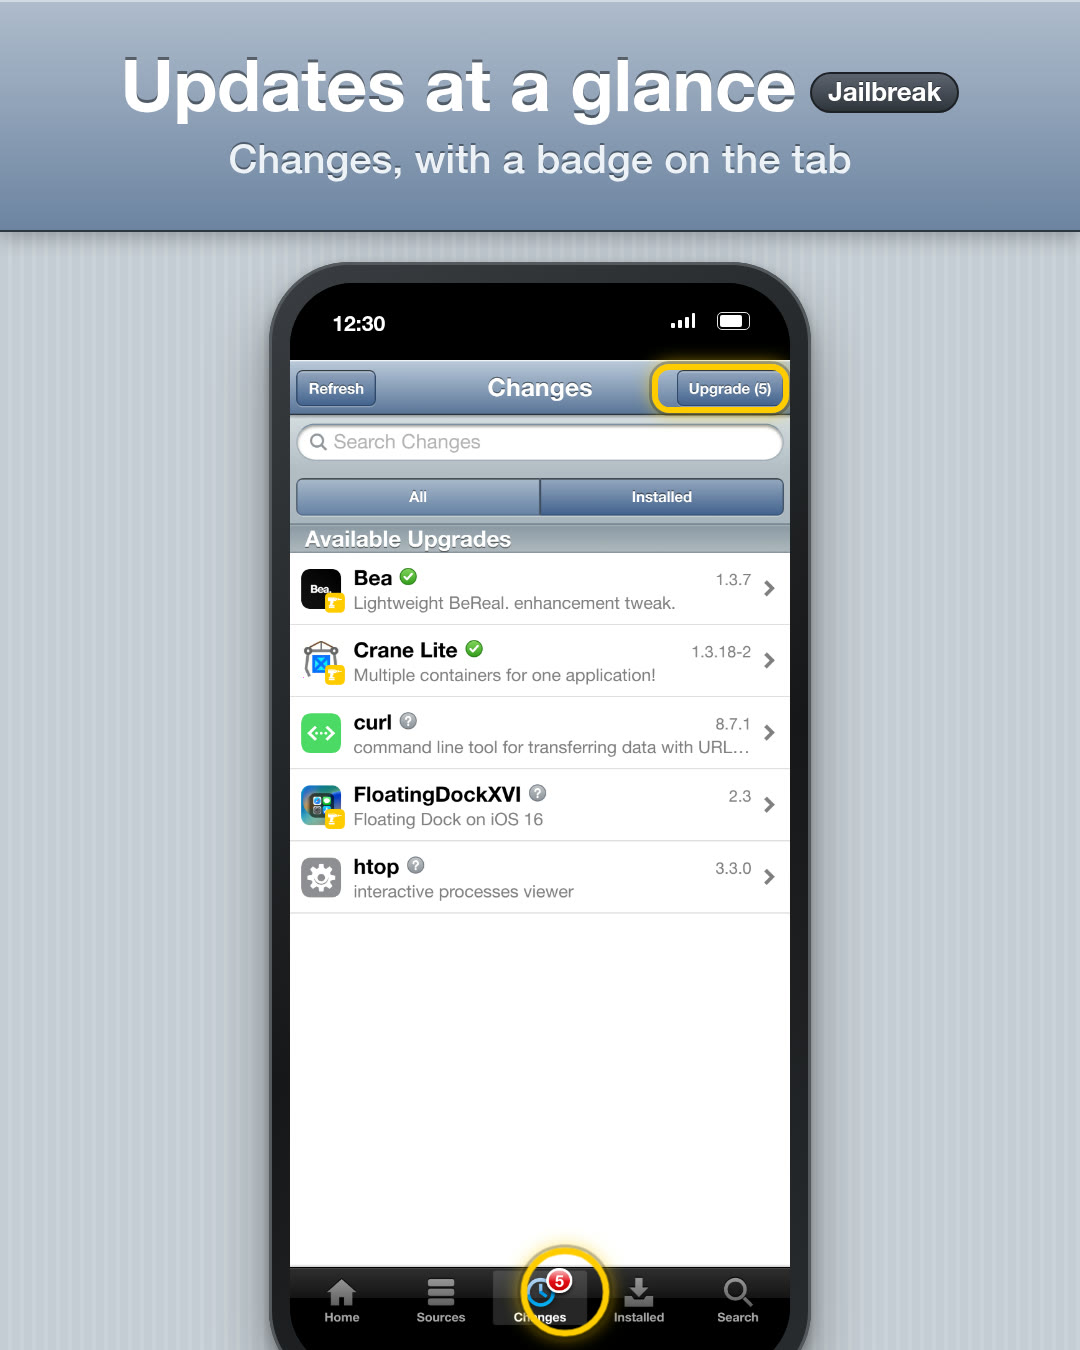 Updates at a glance Jailbreak
Changes, with a badge on the tab
12:30
Refresh Changes Upgrade (5)
Search Changes
All Installed
Available Upgrades
Bea 1.3.7
Bea.
Lightweight BeReal. enhancement tweak.
Crane Lite 1.3.18-2
Multiple containers for one application!
curl ? 8.7.1
command line tool for transferring data with URL...
FloatingDockXVI ? 2.3
Floating Dock on iOS 16
htop ? 3.3.0
interactive processes viewer
5
Home Sources Changes Installed Search